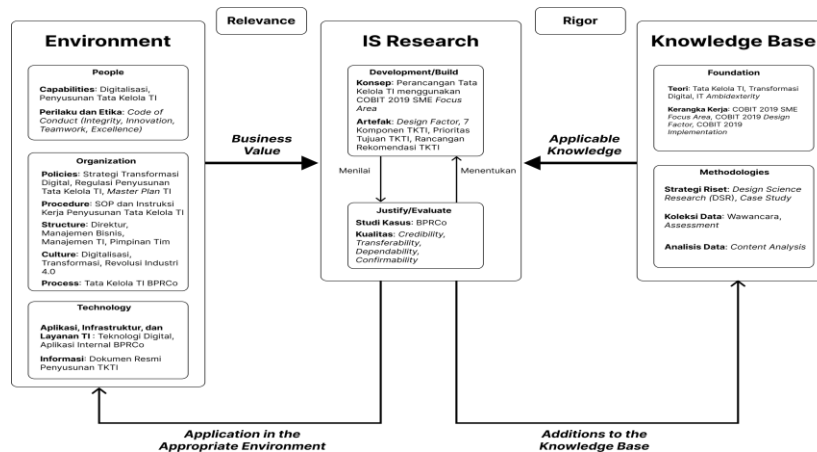 Relevance
Rigor
Environment
People
Capabilities: Digitalisasi,
Penyusunan Tata Kelola TI
Perilaku dan Etika: Code of
Conduct (Integrity, Innovation,
Teamwork, Excellence)
Organization
Policies: Strategi Transformasi
Digital, Regulasi Penyusunan
Tata Kelola TI, Master Plan TI
Procedure: SOP dan Instruksi
Kerja Penyusunan Tata Kelola TI
Structure: Direktur,
Manajemen Bisnis,
Manajemen TI, Pimpinan Tim
Culture: Digitalisasi,
Transformasi, Revolusi Industri
4.0
Process: Tata Kelola TI BPRCo
Technology
Aplikasi, Infrastruktur, dan
Layanan TI : Teknologi Digital,
Aplikasi Internal BPRCo
Informasi: Dokumen Resmi
Penyusunan TKTI
Business
Value
IS Research
Development/Build
Konsep: Perancangan Tata
Kelola TI menggunakan
COBIT 2019 SME Focus
Area
Artefak: Design Factor, 7
Komponen TKTI, Prioritas
Tujuan TKTI, Rancangan
Rekomendasi TKTI
Menilai
Menentukan
Justify/Evaluate
Studi Kasus: BPRCo
Kualitas: Credibility,
Transferability,
Dependability,
Confirmability
Applicable
Knowledge
Knowledge Base
Foundation
Teori: Tata Kelola TI, Transformasi
Digital, IT Ambidexterity
Kerangka Kerja: COBIT 2019 SME
Focus Area, COBIT 2019 Design
Factor, COBIT 2019
Implementation
Methodologies
Strategi Riset: Design Science
Research (DSR), Case Study
Koleksi Data: Wawancara,
Assessment
Analisis Data: Content Analysis
Application in the
Appropriate Environment
Additions to the
Knowledge Base